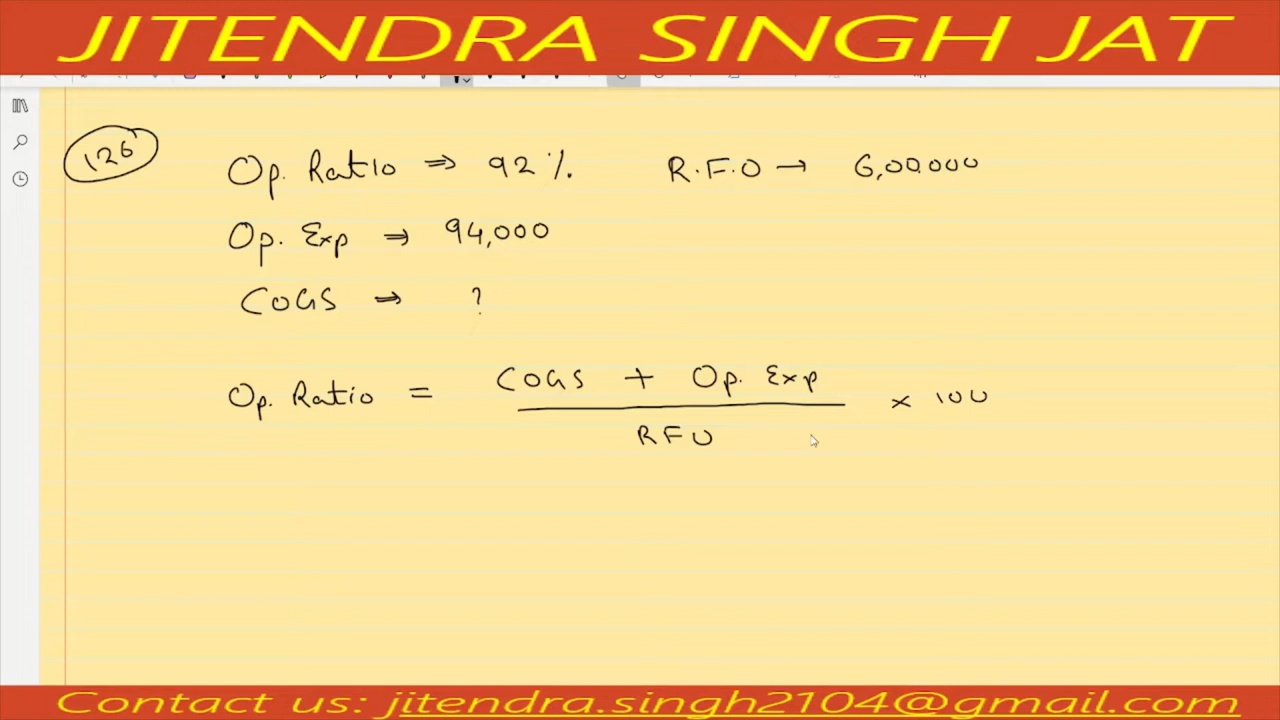 JITENDRA SINGH JAT
126
Op. Ratio ⇒ 92 %. R.F.O → 6,00.000
Op. Exp ⇒ 94,000
COGS ⇒ ?
Op. Ratio = COGS + Op. Exp
RFO
× 100
Contact us: jitendra.singh2104@gmail.com